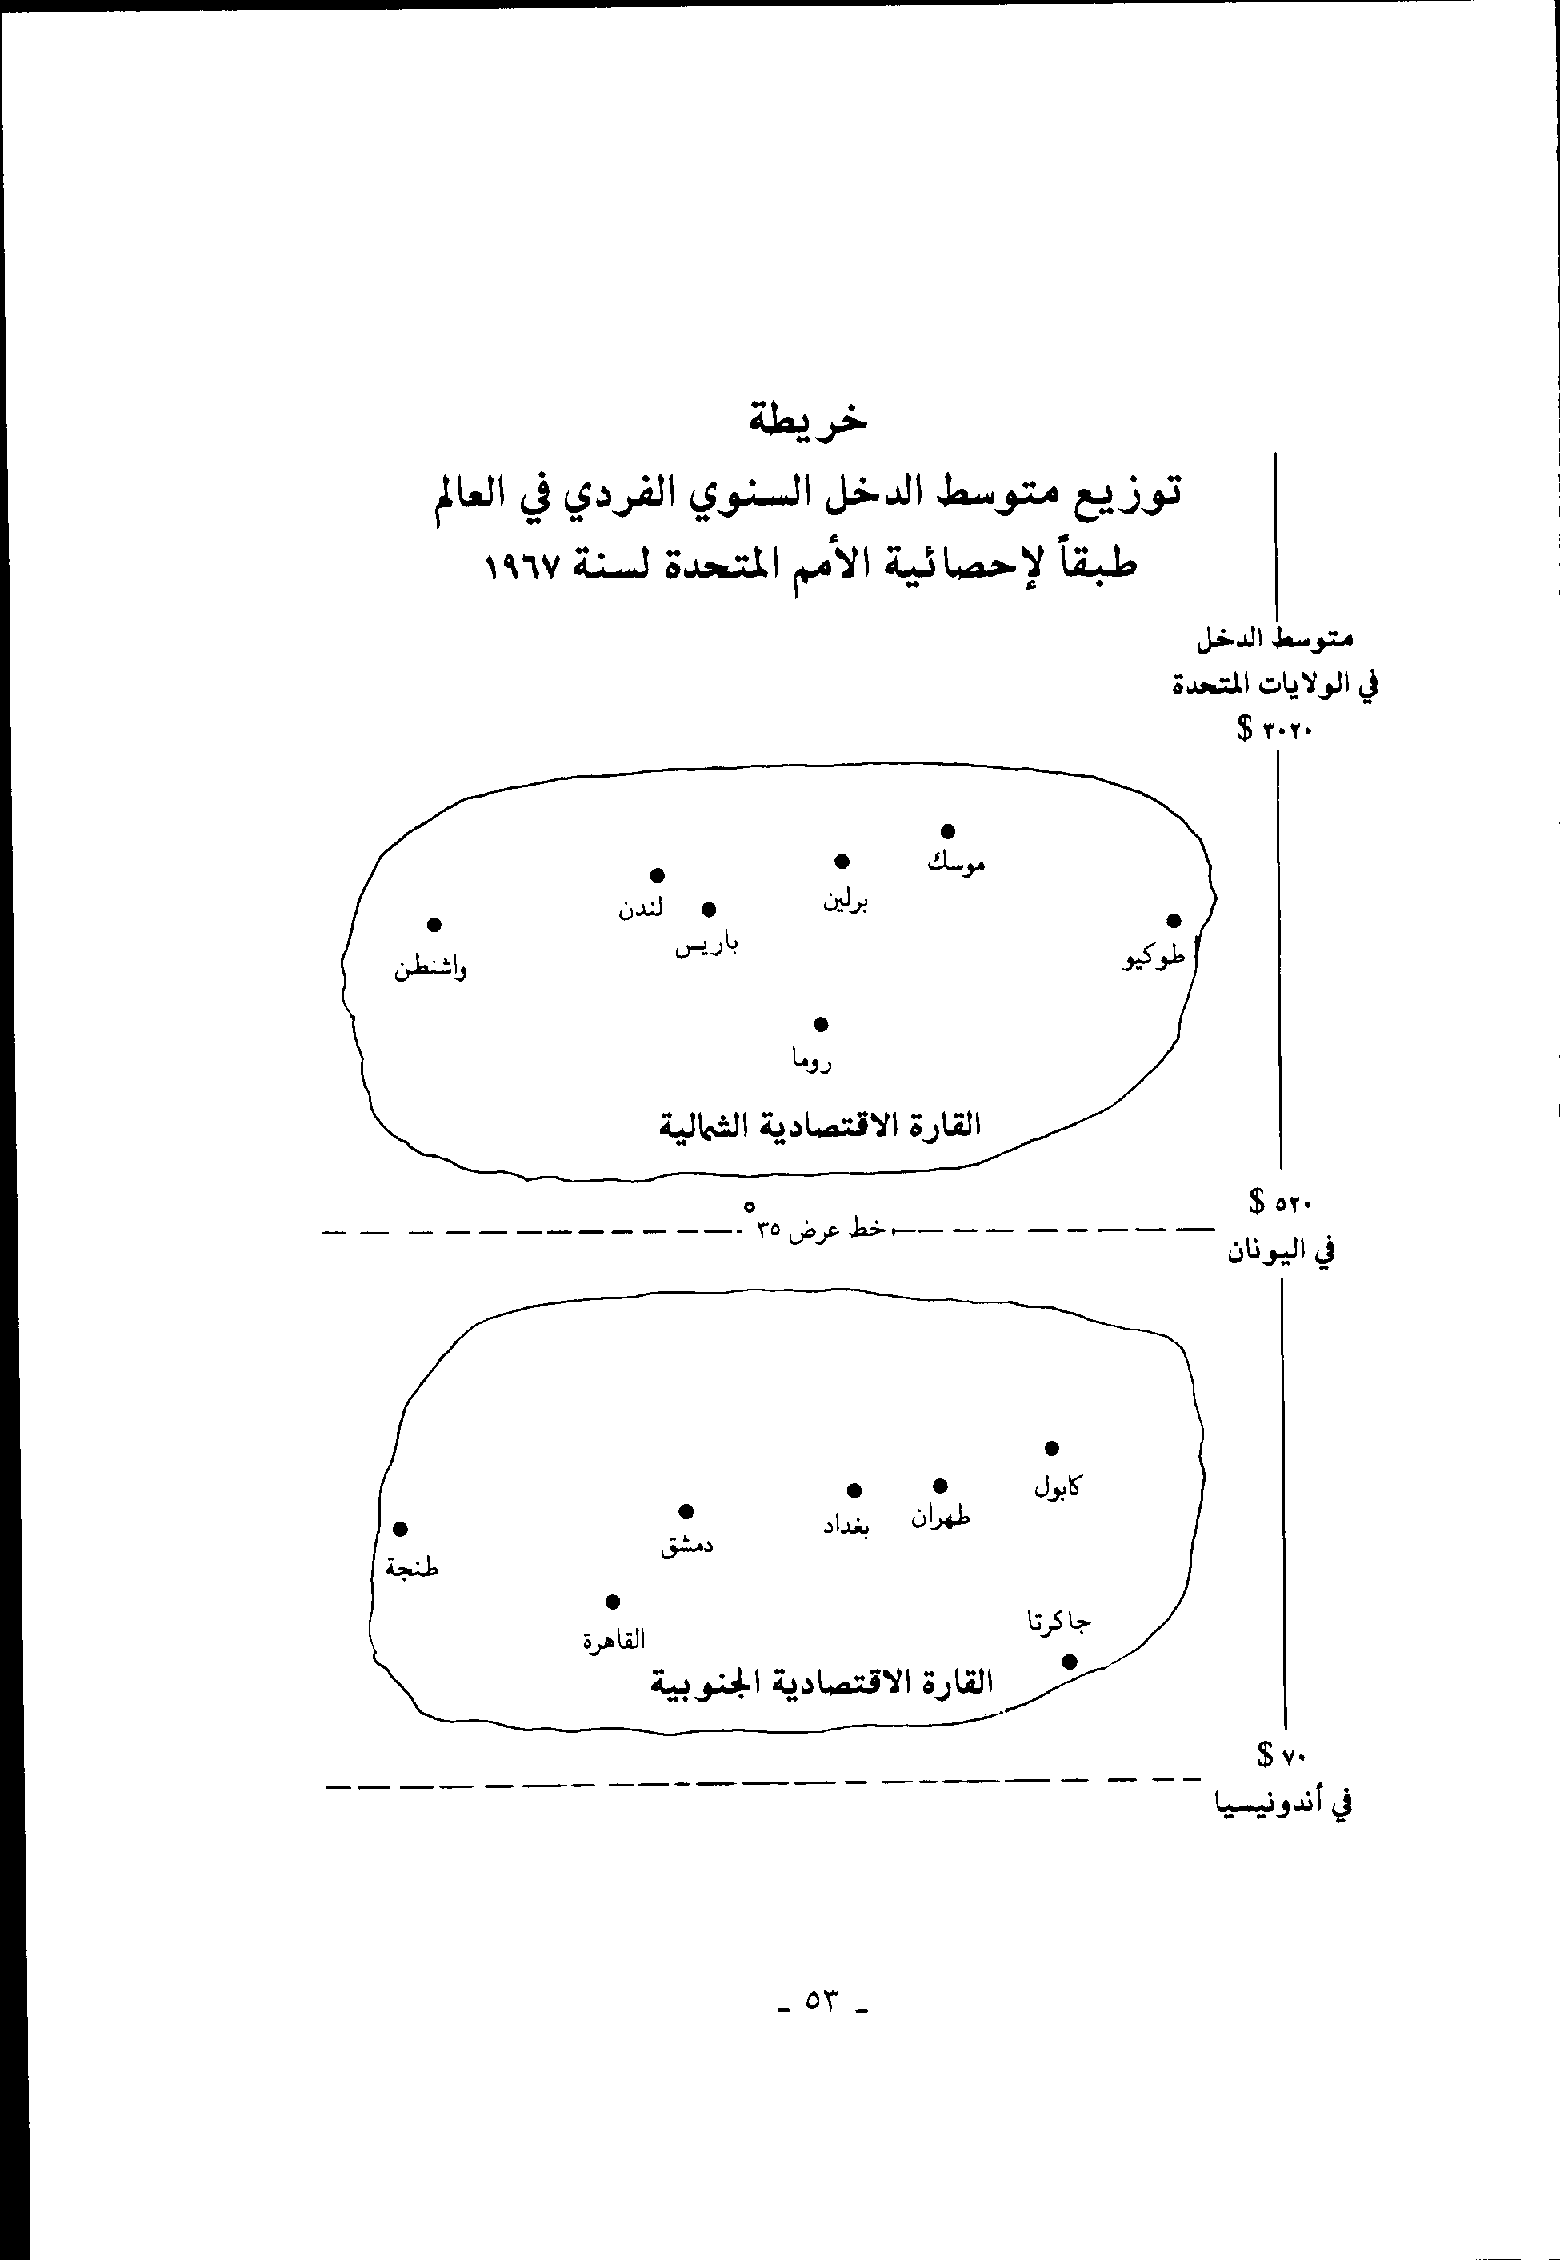 خريطة
توزيع متوسط الدخل السنوي الفردي في العالم
طبقاً لإحصائية الأمم المتحدة لسنة ١٩٦٧
متوسط الدخل
في الولايات المتحدة
٣٠٢٠ $
موسك
برلين
لندن
باريس
طوكيو
واشنطن
روما
القارة الاقتصادية الشمالية
٥٢٠ $
خط عرض ٣٥°
في اليونان
كابول
طهران
بغداد
دمشق
طنجة
جاكرتا
القاهرة
القارة الاقتصادية الجنوبية
٧٠ $
في أندونيسيا
_ ٥٣ _